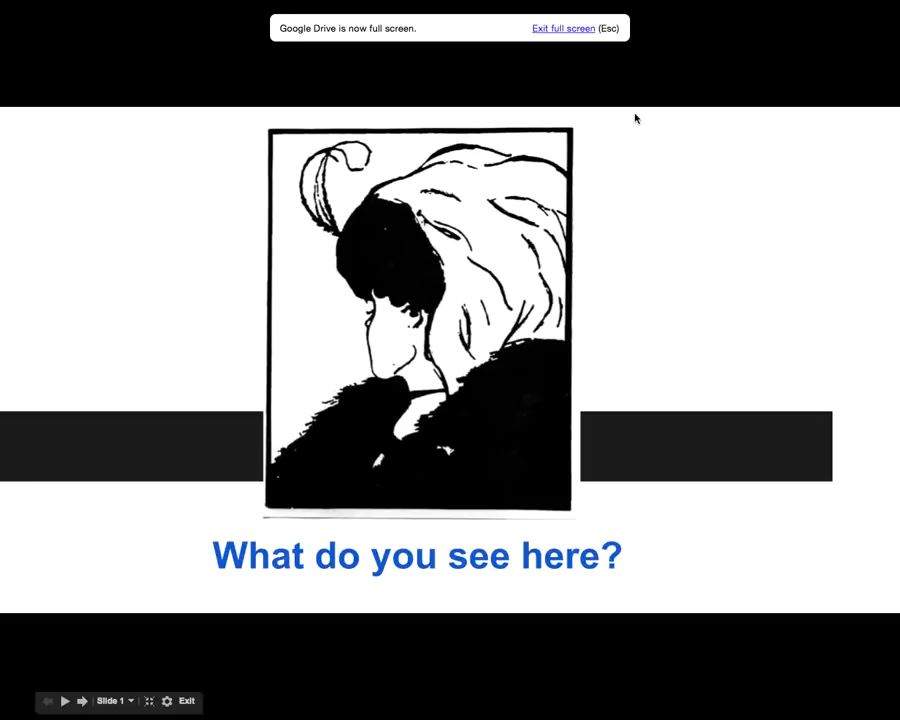 Google Drive is now full screen. Exit full screen (Esc)
What do you see here?
Slide 1 Exit